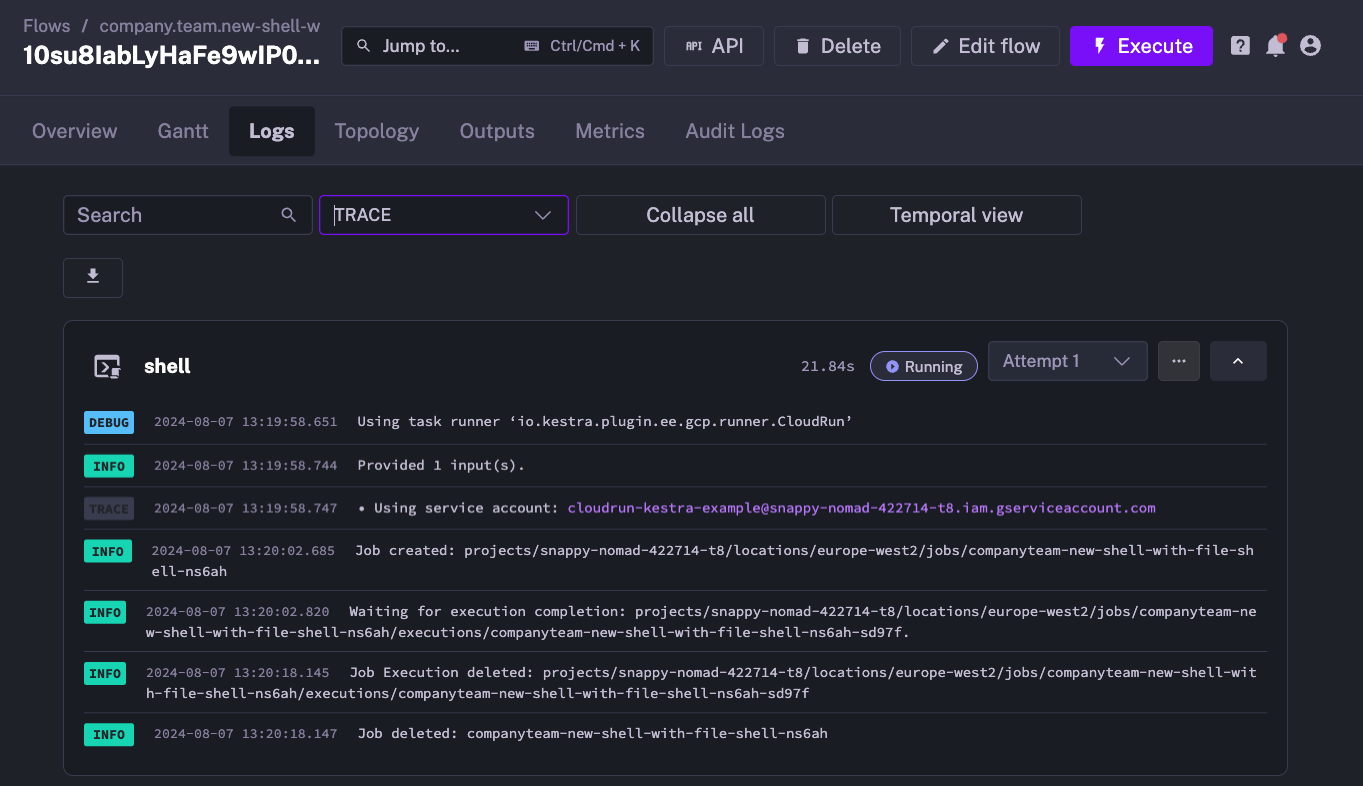 Flows / company.team.new-shell-w
10su8IabLyHaFe9wIP0...
Jump to... Ctrl/Cmd + K
API API
Delete
Edit flow
Execute
Overview Gantt Logs Topology Outputs Metrics Audit Logs
Search
TRACE
Collapse all
Temporal view
shell
21.84s Running Attempt 1
DEBUG 2024-08-07 13:19:58.651 Using task runner ‘io.kestra.plugin.ee.gcp.runner.CloudRun’
INFO 2024-08-07 13:19:58.744 Provided 1 input(s).
TRACE 2024-08-07 13:19:58.747 • Using service account: cloudrun-kestra-example@snappy-nomad-422714-t8.iam.gserviceaccount.com
INFO 2024-08-07 13:20:02.685 Job created: projects/snappy-nomad-422714-t8/locations/europe-west2/jobs/companyteam-new-shell-with-file-sh
ell-ns6ah
INFO 2024-08-07 13:20:02.820 Waiting for execution completion: projects/snappy-nomad-422714-t8/locations/europe-west2/jobs/companyteam-ne
w-shell-with-file-shell-ns6ah/executions/companyteam-new-shell-with-file-shell-ns6ah-sd97f.
INFO 2024-08-07 13:20:18.145 Job Execution deleted: projects/snappy-nomad-422714-t8/locations/europe-west2/jobs/companyteam-new-shell-wit
h-file-shell-ns6ah/executions/companyteam-new-shell-with-file-shell-ns6ah-sd97f
INFO 2024-08-07 13:20:18.147 Job deleted: companyteam-new-shell-with-file-shell-ns6ah